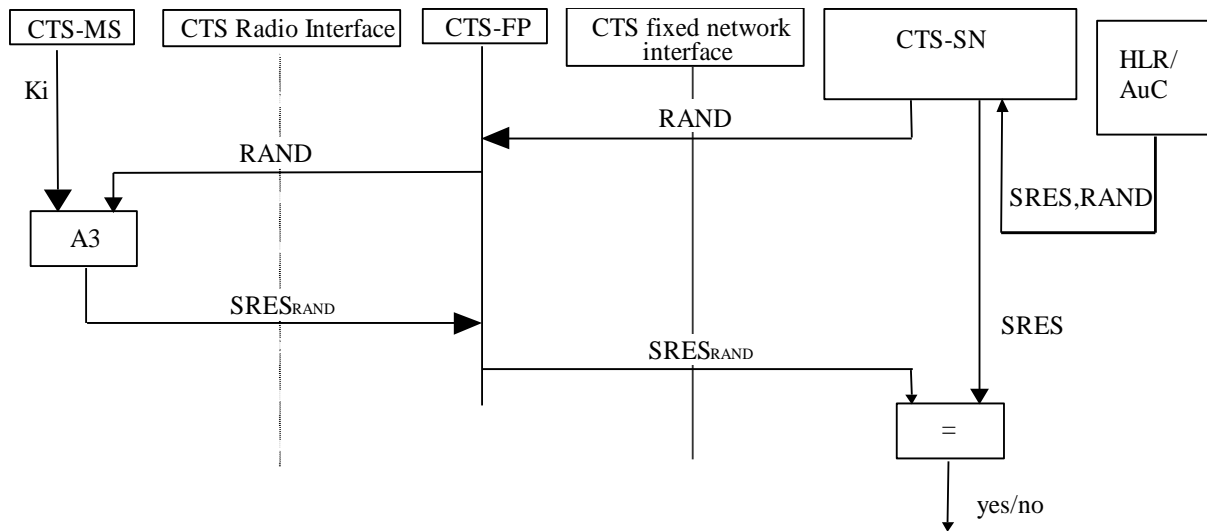 CTS-MS
CTS Radio Interface
CTS-FP
CTS fixed network
interface
CTS-SN
HLR/
AuC
Ki
RAND
RAND
SRES,RAND
A3
SRESRAND
SRES
SRESRAND
=
yes/no